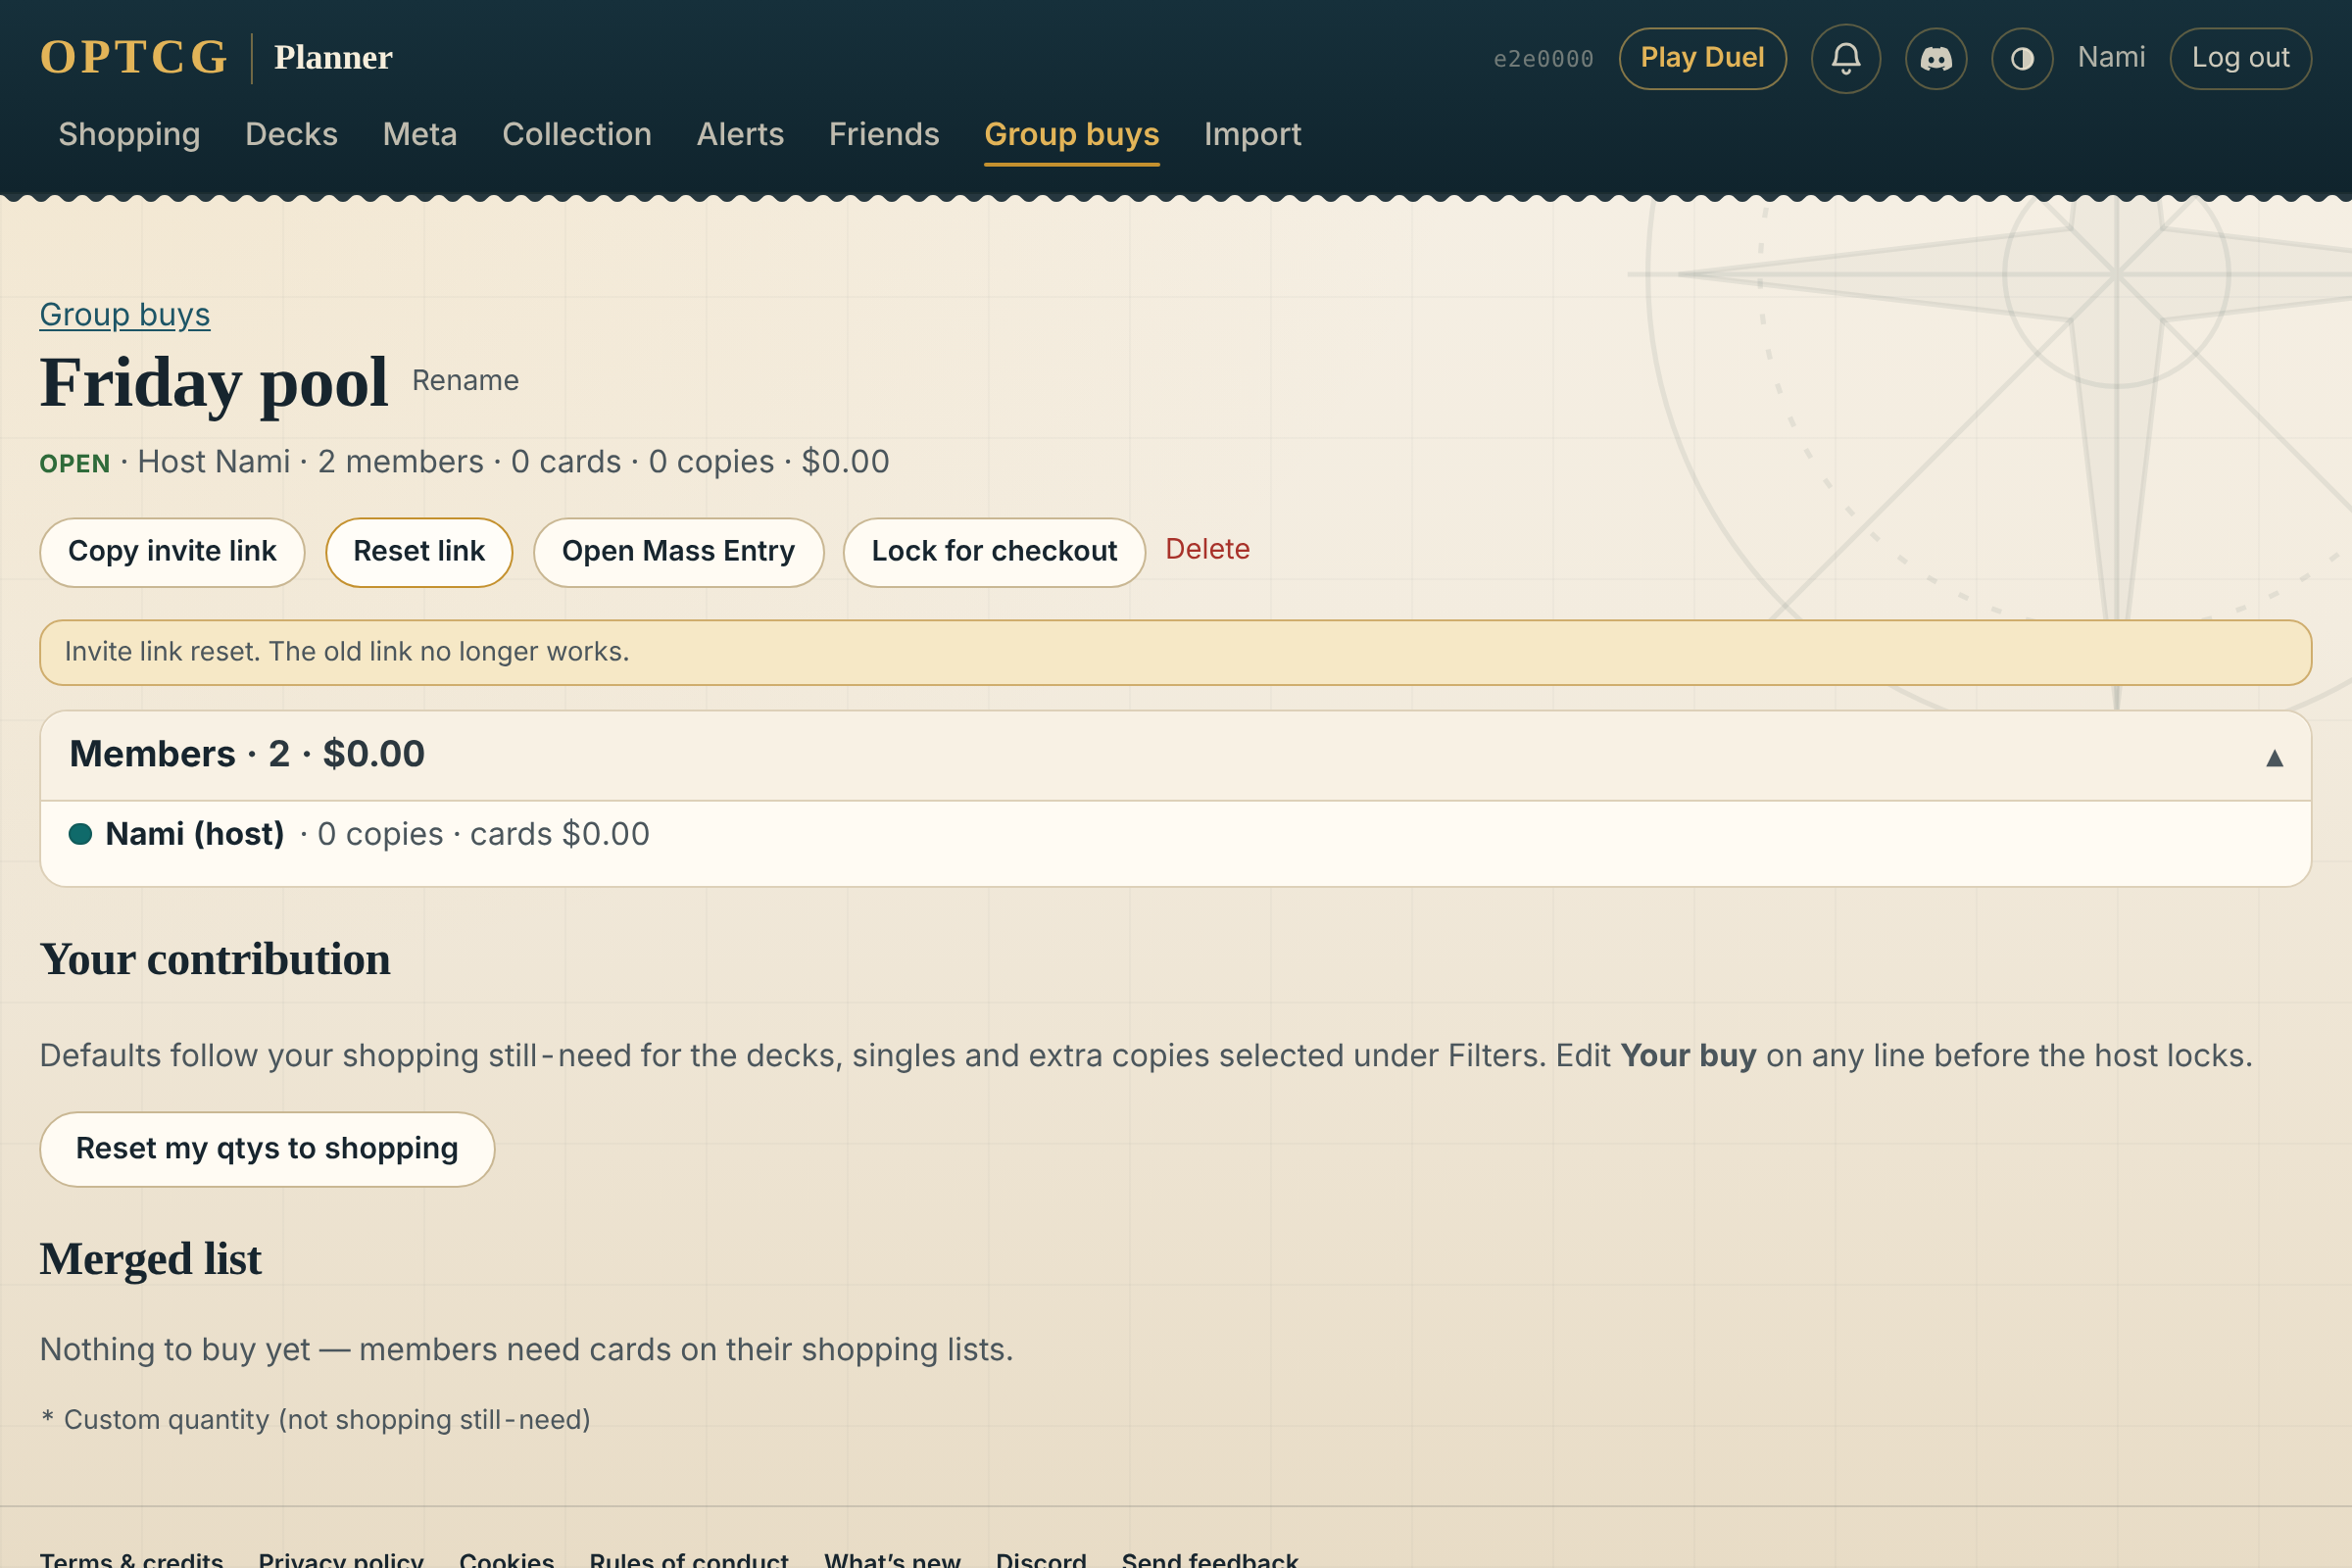 OPTCG Planner
e2e0000 Play Duel Nami Log out
Shopping Decks Meta Collection Alerts Friends Group buys Import
Group buys
Friday pool Rename
OPEN · Host Nami · 2 members · 0 cards · 0 copies · $0.00
Copy invite link Reset link Open Mass Entry Lock for checkout Delete
Invite link reset. The old link no longer works.
Members · 2 · $0.00 ▲
Nami (host) · 0 copies · cards $0.00
Your contribution
Defaults follow your shopping still-need for the decks, singles and extra copies selected under Filters. Edit Your buy on any line before the host locks.
Reset my qtys to shopping
Merged list
Nothing to buy yet — members need cards on their shopping lists.
* Custom quantity (not shopping still-need)
Terms & credits Privacy policy Cookies Rules of conduct What’s new Discord Send feedback